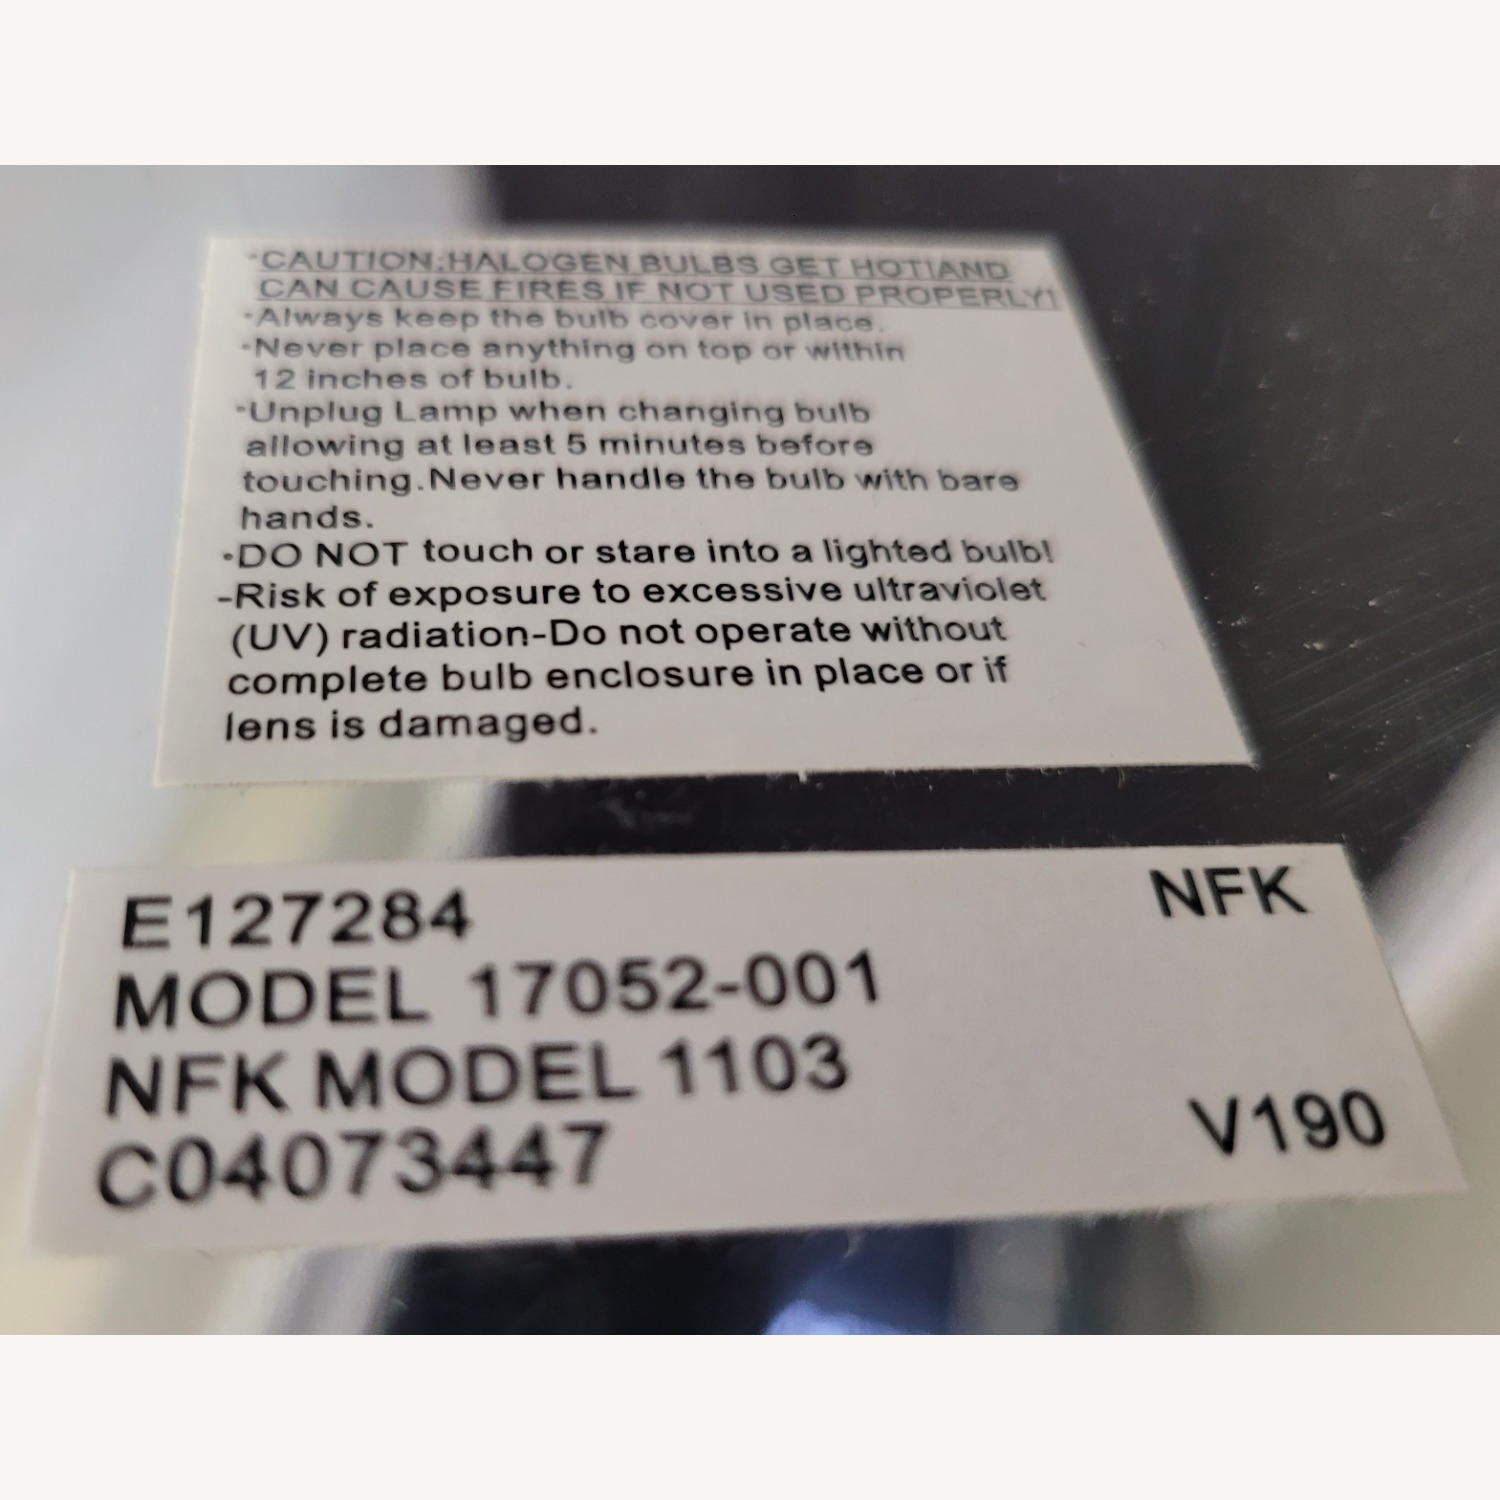 ·CAUTION:HALOGEN BULBS GET HOT!AND
CAN CAUSE FIRES IF NOT USED PROPERLY!
·Always keep the bulb cover in place.
·Never place anything on top or within
12 inches of bulb.
·Unplug Lamp when changing bulb
allowing at least 5 minutes before
touching.Never handle the bulb with bare
hands.
·DO NOT touch or stare into a lighted bulb!
-Risk of exposure to excessive ultraviolet
(UV) radiation-Do not operate without
complete bulb enclosure in place or if
lens is damaged.
E127284 NFK
MODEL 17052-001
NFK MODEL 1103
C04073447 V190